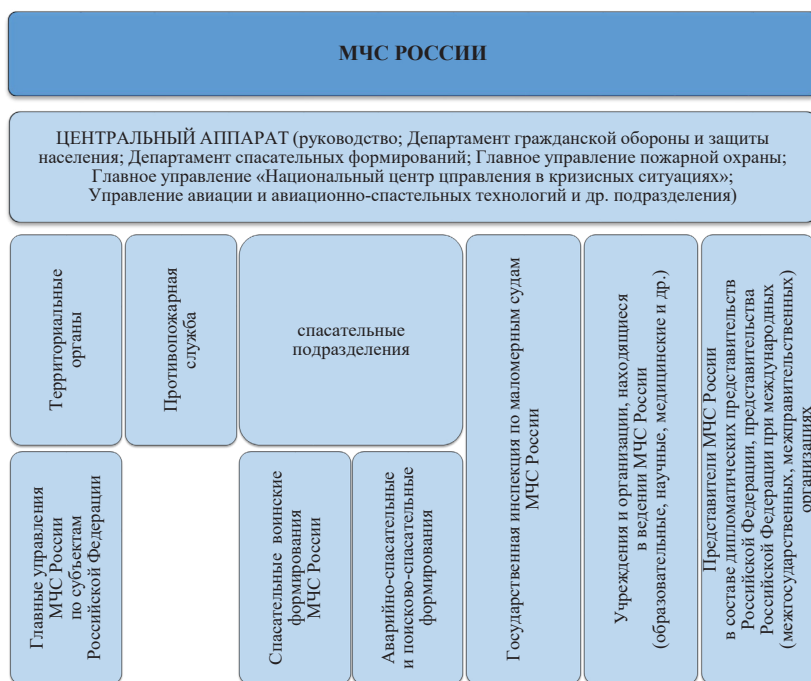 МЧС РОССИИ
ЦЕНТРАЛЬНЫЙ АППАРАТ (руководство; Департамент гражданской обороны и защиты
населения; Департамент спасательных формирований; Главное управление пожарной охраны;
Главное управление «Национальный центр цправления в кризисных ситуациях»;
Управление авиации и авиационно-спастельных технологий и др. подразделения)
Территориальные
органы
Противопожарная
служба
спасательные
подразделения
Государственная инспекция по маломерным судам
МЧС России
Учреждения и организации, находящиеся
в ведении МЧС России
(образовательные, научные, медицинские и др.)
Представители МЧС России
в составе дипломатических представительств
Российской Федерации, представительства
Российской Федерации при международных
(межгосударственных, межправительственных)
организациях
Главные управления
МЧС России
по субъектам
Российской Федерации
Спасательные воинские
формирования
МЧС России
Аварийно-спасательные
и поисково-спасательные
формирования